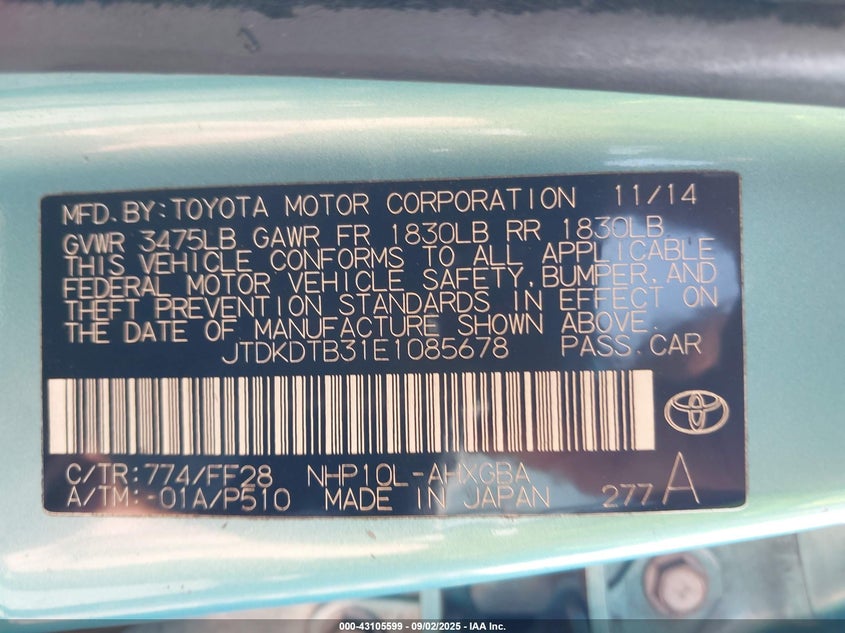 MFD. BY: TOYOTA MOTOR CORPORATION 11/14
GVWR 3475LB GAWR FR 1830LB RR 1830LB
THIS VEHICLE CONFORMS TO ALL APPLICABLE
FEDERAL MOTOR VEHICLE SAFETY, BUMPER, AND
THEFT PREVENTION STANDARDS IN EFFECT ON
THE DATE OF MANUFACTURE SHOWN ABOVE.
JTDKDTB31E1085678 PASS. CAR
C/TR: 774/FF28 NHP10L-AHXGBA
A/TM: -01A/P510 MADE IN JAPAN 277 A
000-43105599 - 09/02/2025 - IAA Inc.